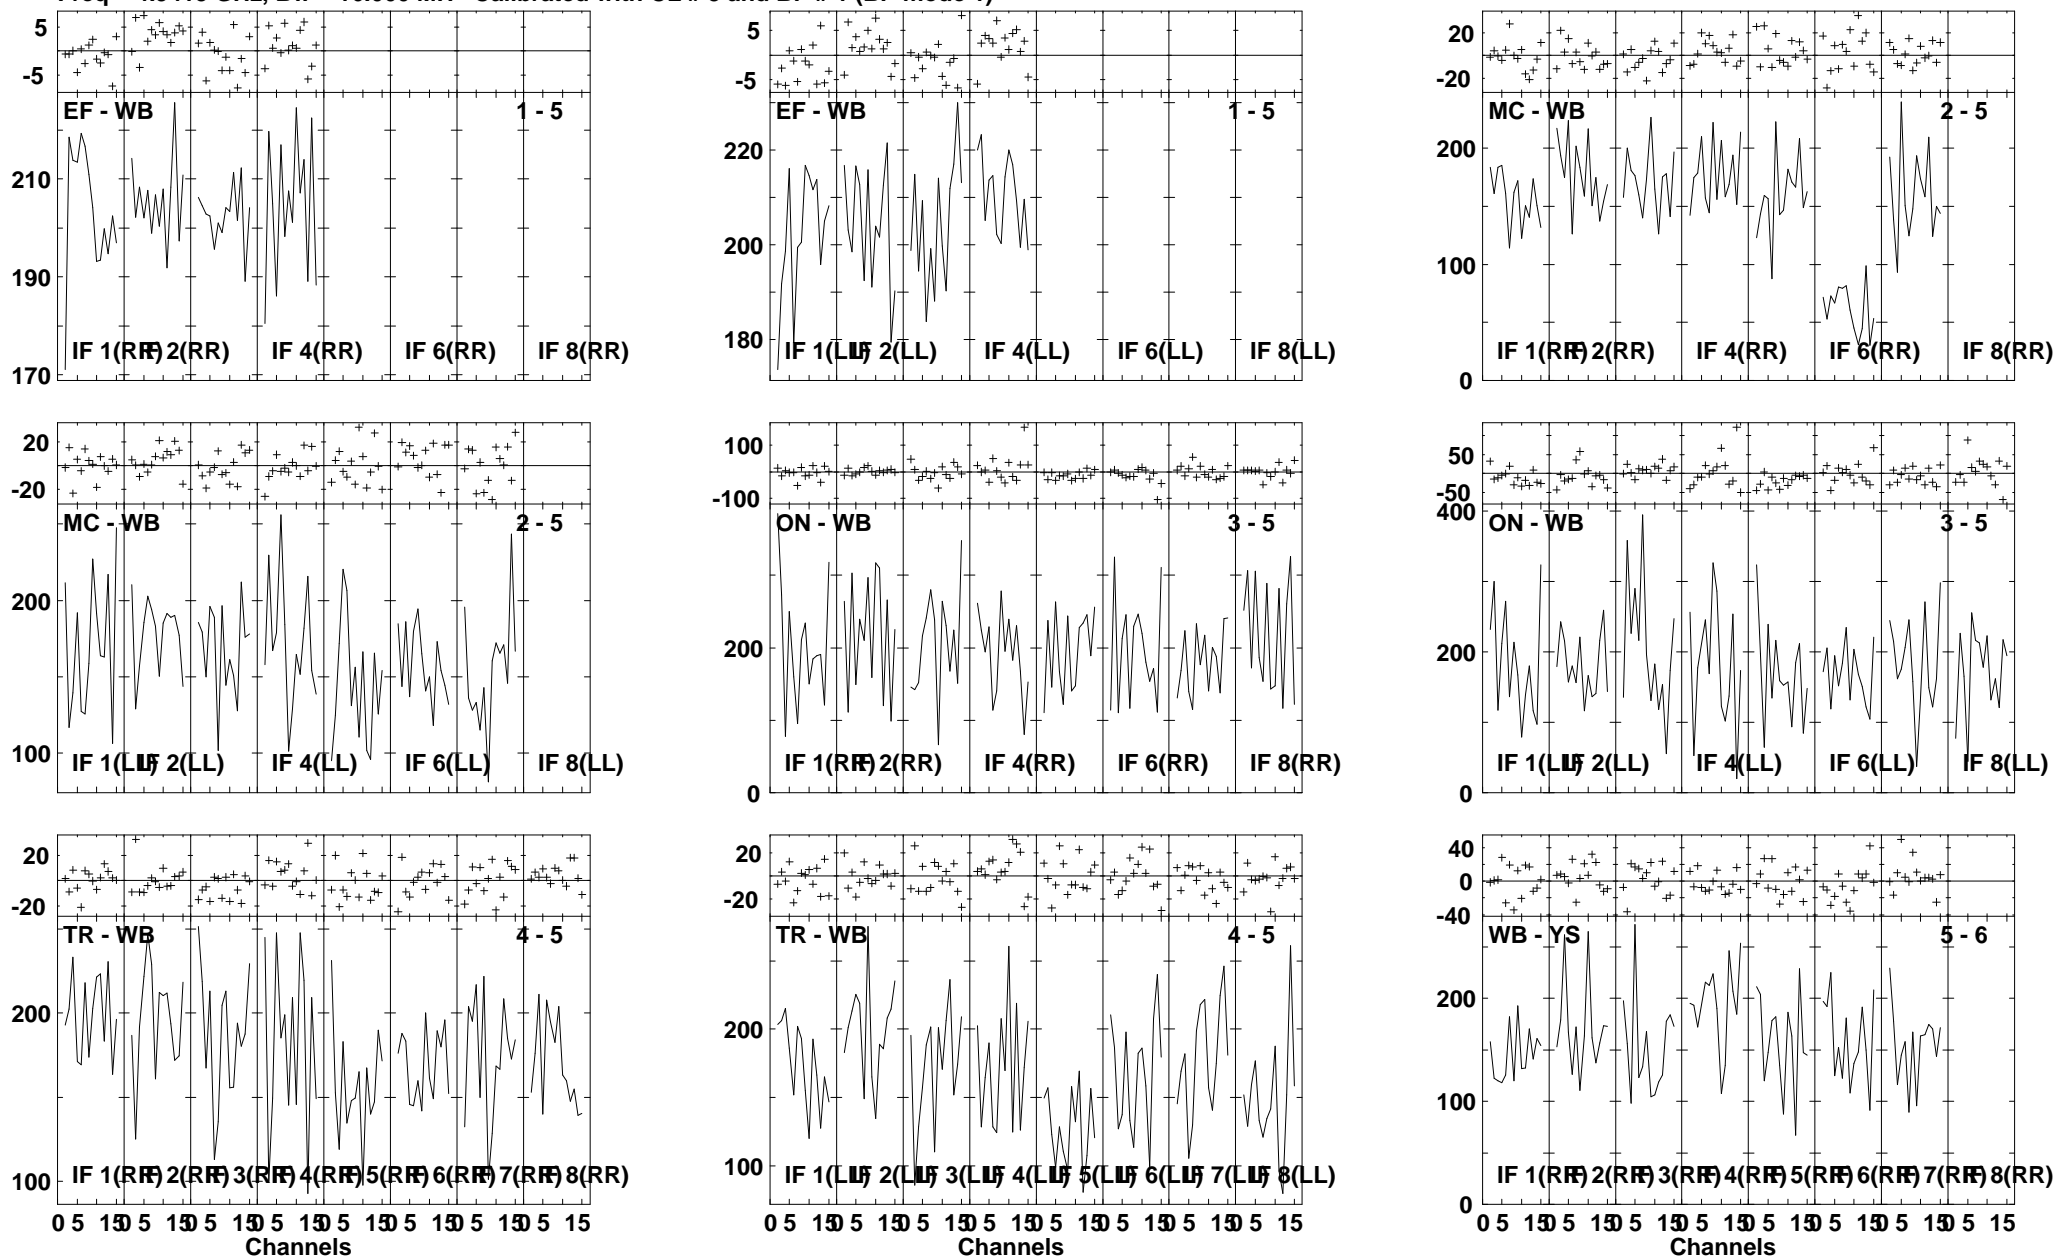 5
0
-5
EF - WB
1 - 5
210
190
170
IF 1(RR)
IF 2(RR)
IF 4(RR)
IF 6(RR)
IF 8(RR)
5
0
-5
EF - WB
1 - 5
220
200
180
IF 1(LL)
IF 2(LL)
IF 4(LL)
IF 6(LL)
IF 8(LL)
20
0
-20
MC - WB
2 - 5
200
100
0
IF 1(RR)
IF 2(RR)
IF 4(RR)
IF 6(RR)
IF 8(RR)
20
0
-20
MC - WB
2 - 5
200
100
IF 1(LL)
IF 2(LL)
IF 4(LL)
IF 6(LL)
IF 8(LL)
100
0
-100
ON - WB
3 - 5
200
0
IF 1(RR)
IF 2(RR)
IF 4(RR)
IF 6(RR)
IF 8(RR)
50
0
-50
400
ON - WB
3 - 5
200
0
IF 1(LL)
IF 2(LL)
IF 4(LL)
IF 6(LL)
IF 8(LL)
20
0
-20
TR - WB
4 - 5
200
100
IF 1(RR)
IF 2(RR)
IF 3(RR)
IF 4(RR)
IF 5(RR)
IF 6(RR)
IF 7(RR)
IF 8(RR)
0 5 15 0 5 15 0 5 15 0 5 15 0 5 15 0 5 15 0 5 15 0 5 15
Channels
20
0
-20
TR - WB
4 - 5
200
100
IF 1(LL)
IF 2(LL)
IF 3(LL)
IF 4(LL)
IF 5(LL)
IF 6(LL)
IF 7(LL)
IF 8(LL)
0 5 15 0 5 15 0 5 15 0 5 15 0 5 15 0 5 15 0 5 15 0 5 15
Channels
40
0
-40
WB - YS
5 - 6
200
100
0
IF 1(RR)
IF 2(RR)
IF 3(RR)
IF 4(RR)
IF 5(RR)
IF 6(RR)
IF 7(RR)
IF 8(RR)
0 5 15 0 5 15 0 5 15 0 5 15 0 5 15 0 5 15 0 5 15 0 5 15
Channels